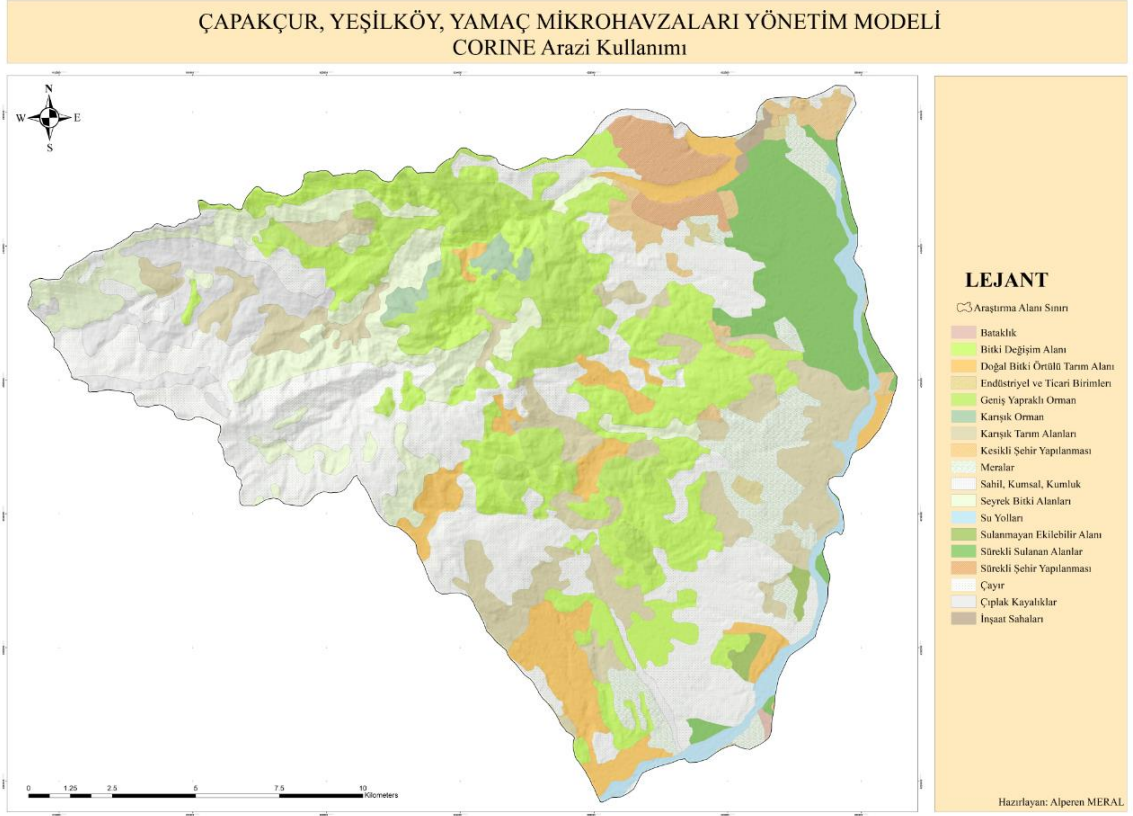 ÇAPAKÇUR, YEŞİLKÖY, YAMAÇ MİKROHAVZALARI YÖNETİM MODELİ
CORINE Arazi Kullanımı
N
W
E
S
LEJANT
Araştırma Alanı Sınırı
Bataklık
Bitki Değişim Alanı
Doğal Bitki Örtülü Tarım Alanı
Endüstriyel ve Ticari Birimleri
Geniş Yapraklı Orman
Karışık Orman
Karışık Tarım Alanları
Kesikli Şehir Yapılanması
Meralar
Sahil, Kumsal, Kumluk
Seyrek Bitki Alanları
Su Yolları
Sulanmayan Ekilebilir Alanı
Sürekli Sulanan Alanlar
Sürekli Şehir Yapılanması
Çayır
Çıplak Kayalıklar
İnşaat Sahaları
0 1.25 2.5 5 7.5 10
Kilometers
Hazırlayan: Alperen MERAL